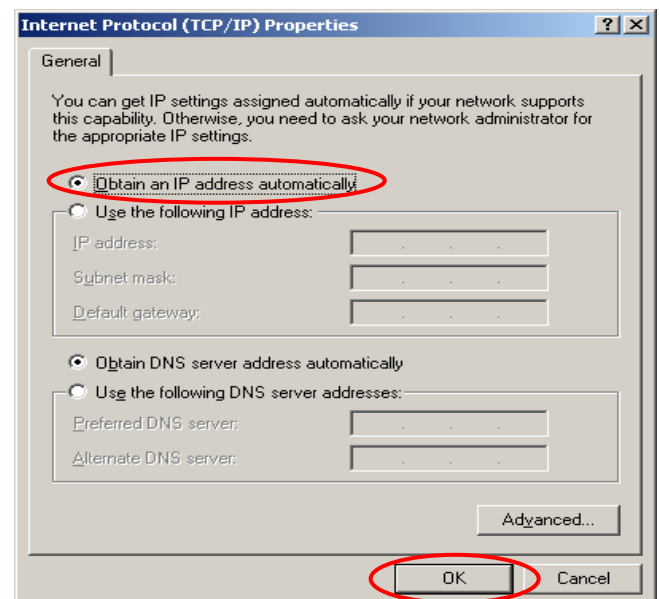 Internet Protocol (TCP/IP) Properties
General
You can get IP settings assigned automatically if your network supports
this capability. Otherwise, you need to ask your network administrator for
the appropriate IP settings.
Obtain an IP address automatically
Use the following IP address:
IP address:
Subnet mask:
Default gateway:
Obtain DNS server address automatically
Use the following DNS server addresses:
Preferred DNS server:
Alternate DNS server:
Advanced...
OK Cancel